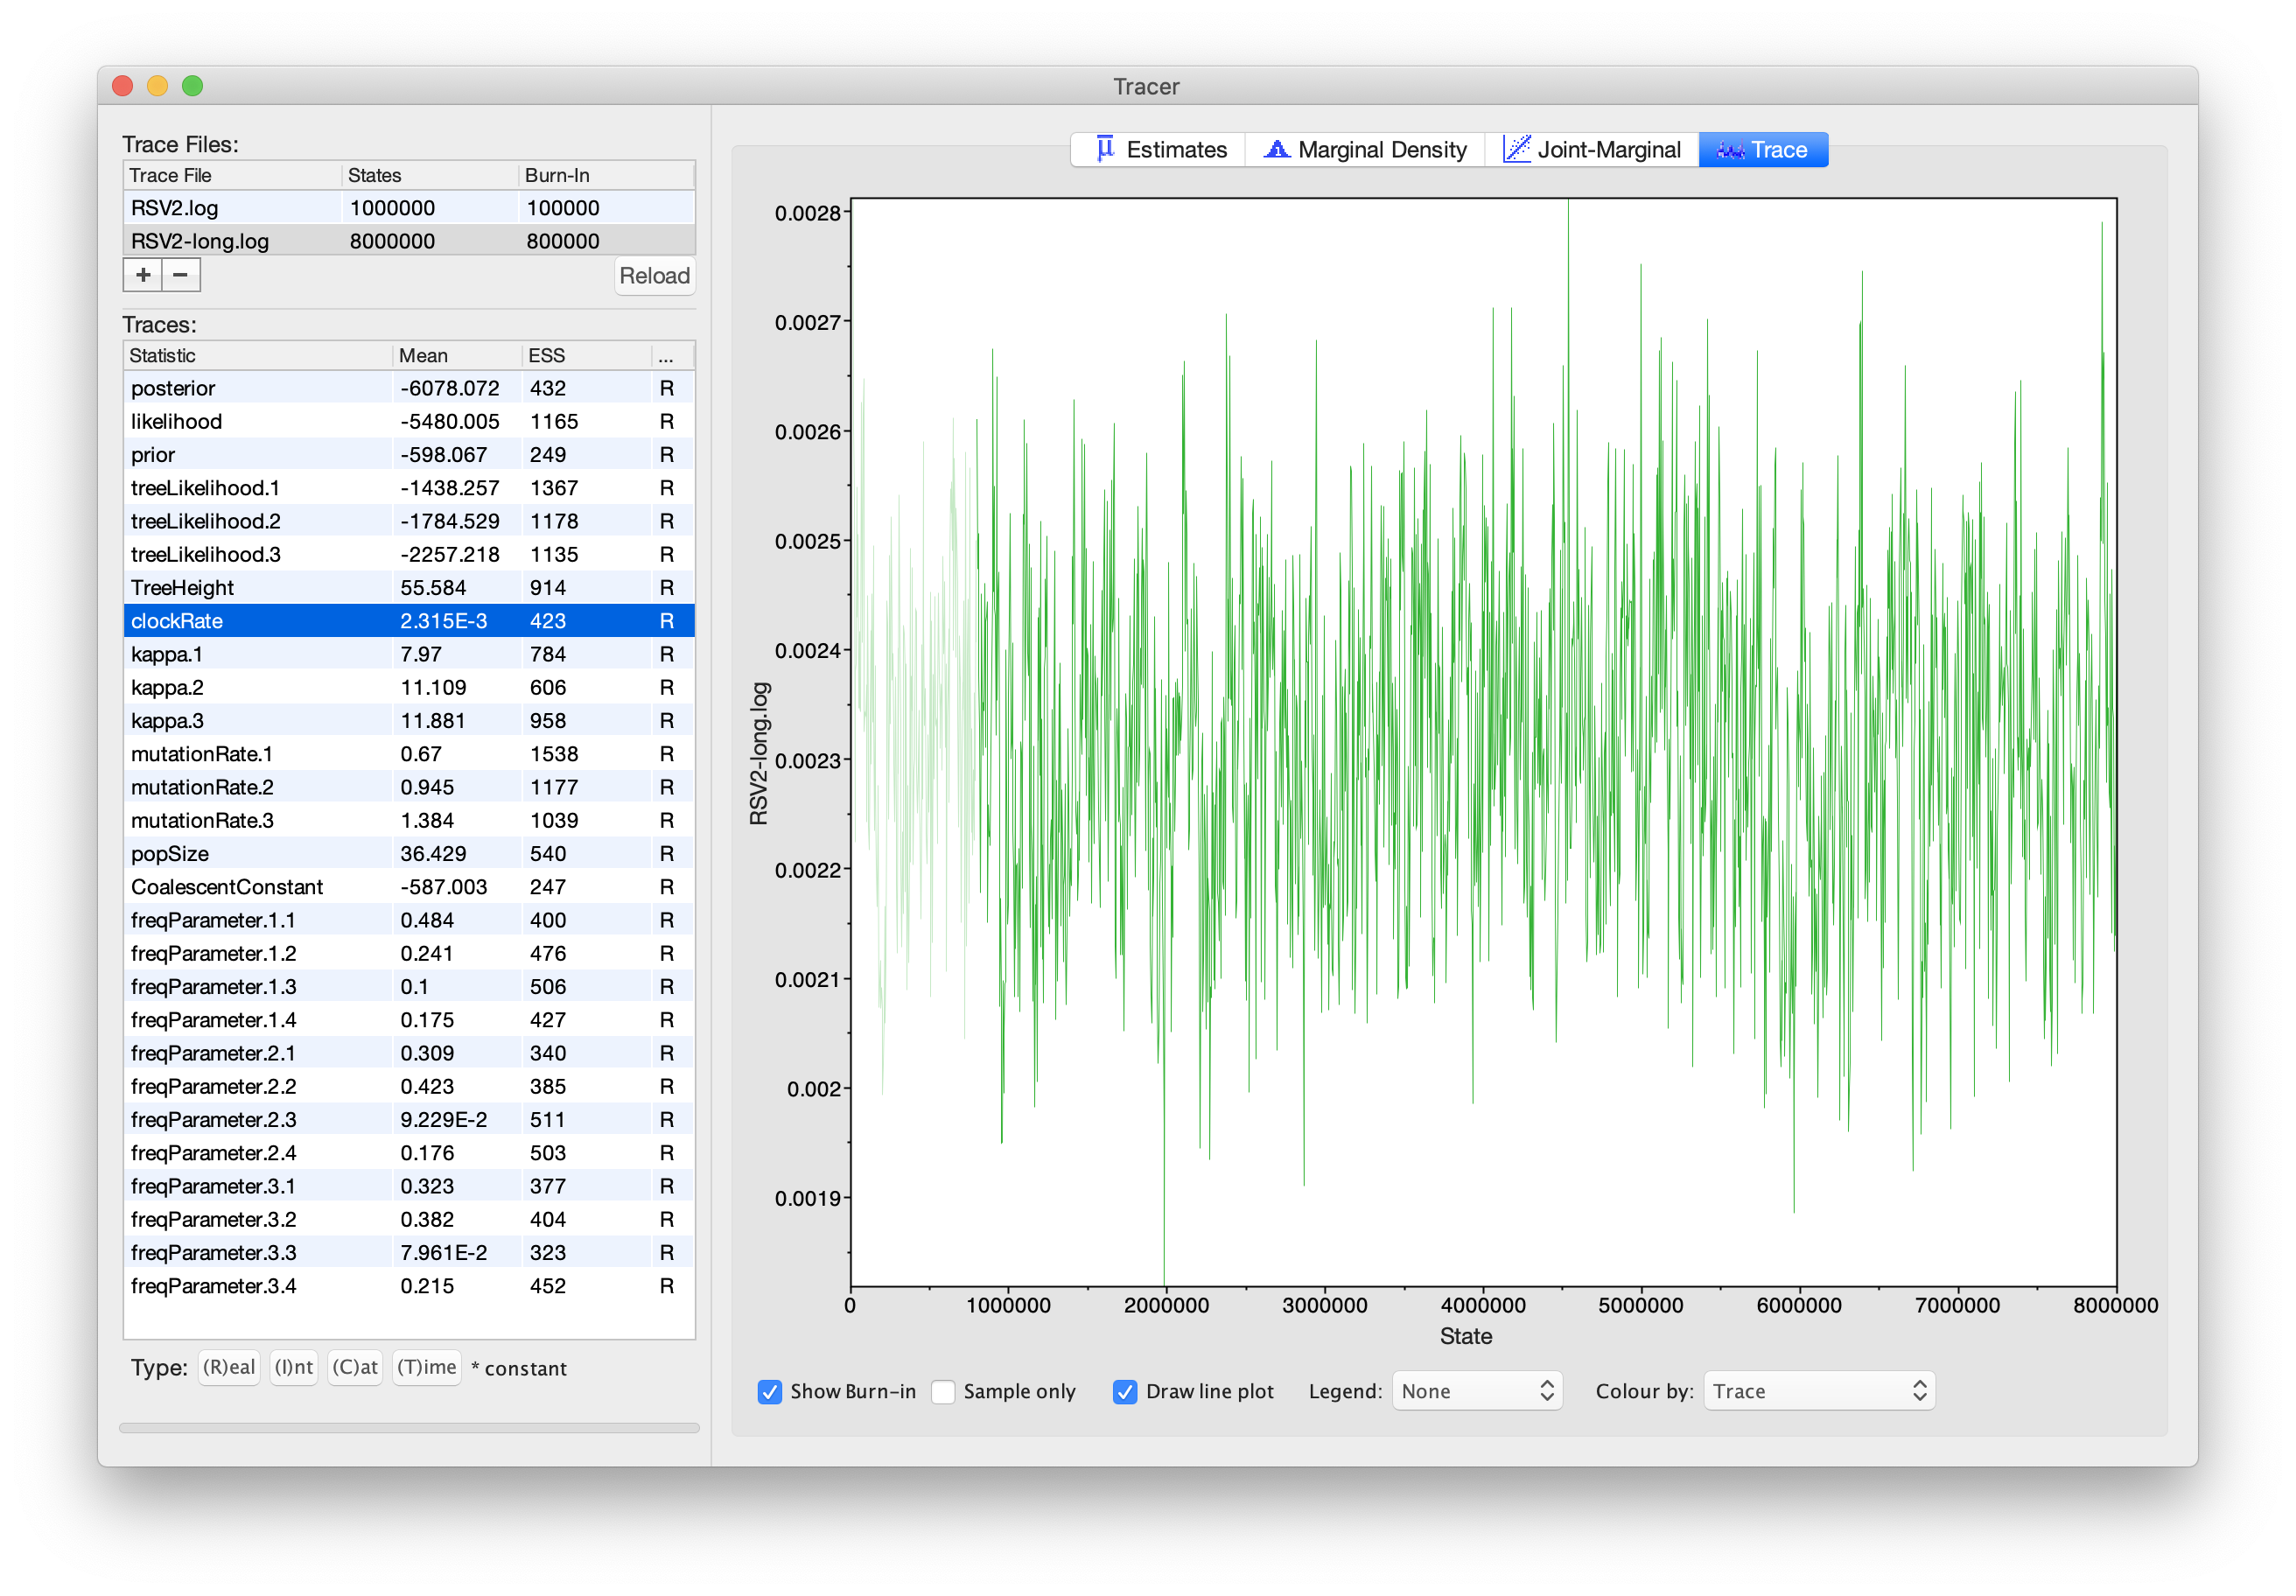 Tracer
Trace Files:
Trace File States Burn-In
RSV2.log 1000000 100000
RSV2-long.log 8000000 800000
+ −
Reload
Traces:
Statistic Mean ESS ...
posterior -6078.072 432 R
likelihood -5480.005 1165 R
prior -598.067 249 R
treeLikelihood.1 -1438.257 1367 R
treeLikelihood.2 -1784.529 1178 R
treeLikelihood.3 -2257.218 1135 R
TreeHeight 55.584 914 R
clockRate 2.315E-3 423 R
kappa.1 7.97 784 R
kappa.2 11.109 606 R
kappa.3 11.881 958 R
mutationRate.1 0.67 1538 R
mutationRate.2 0.945 1177 R
mutationRate.3 1.384 1039 R
popSize 36.429 540 R
CoalescentConstant -587.003 247 R
freqParameter.1.1 0.484 400 R
freqParameter.1.2 0.241 476 R
freqParameter.1.3 0.1 506 R
freqParameter.1.4 0.175 427 R
freqParameter.2.1 0.309 340 R
freqParameter.2.2 0.423 385 R
freqParameter.2.3 9.229E-2 511 R
freqParameter.2.4 0.176 503 R
freqParameter.3.1 0.323 377 R
freqParameter.3.2 0.382 404 R
freqParameter.3.3 7.961E-2 323 R
freqParameter.3.4 0.215 452 R
Type: (R)eal (I)nt (C)at (T)ime * constant
μ Estimates Marginal Density Joint-Marginal Trace
0.0028
0.0027
0.0026
0.0025
0.0024
0.0023
0.0022
0.0021
0.002
0.0019
RSV2-long.log
0 1000000 2000000 3000000 4000000 5000000 6000000 7000000 8000000
State
Show Burn-in Sample only Draw line plot Legend: None Colour by: Trace